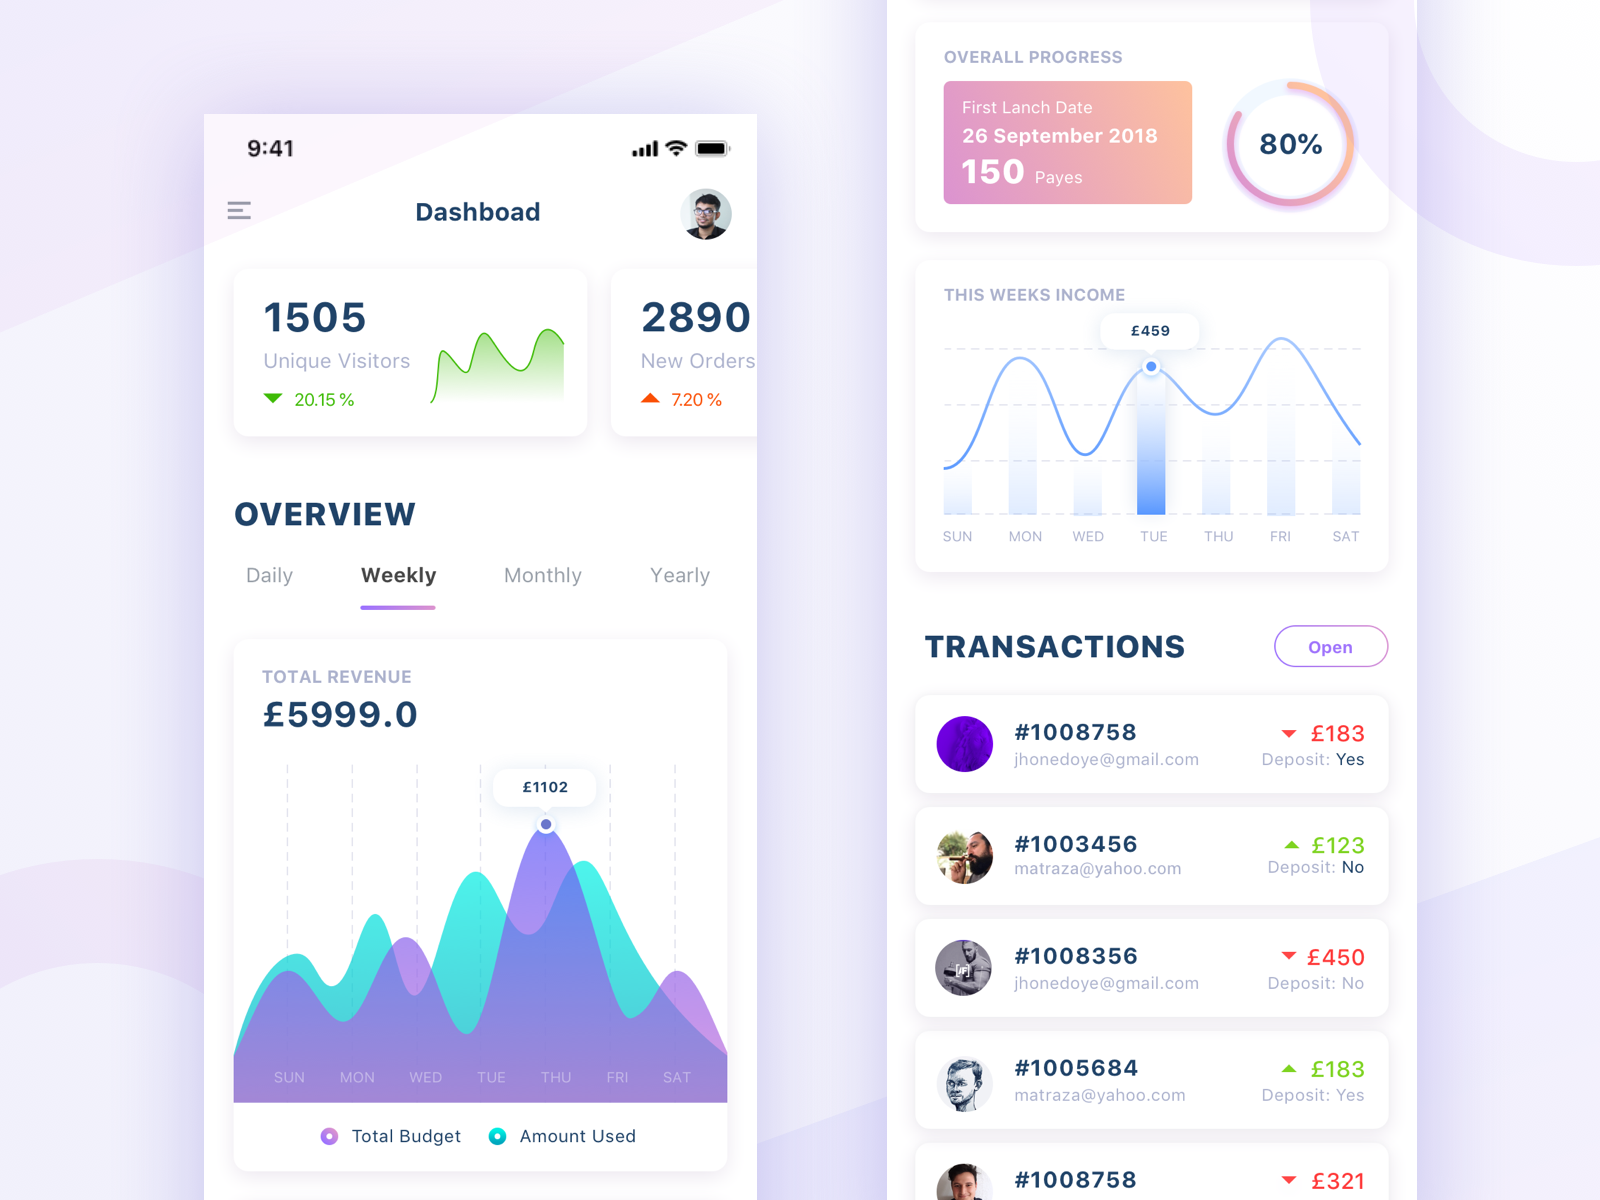 9:41
Dashboad
1505
Unique Visitors
20.15 %
2890
New Orders
7.20 %
OVERVIEW
Daily Weekly Monthly Yearly
TOTAL REVENUE
£5999.0
£1102
SUN MON WED TUE THU FRI SAT
Total Budget Amount Used
OVERALL PROGRESS
First Lanch Date
26 September 2018
150 Payes
80%
THIS WEEKS INCOME
£459
SUN MON WED TUE THU FRI SAT
TRANSACTIONS Open
#1008758 £183
jhonedoye@gmail.com Deposit: Yes
#1003456 £123
matraza@yahoo.com Deposit: No
#1008356 £450
jhonedoye@gmail.com Deposit: No
#1005684 £183
matraza@yahoo.com Deposit: Yes
#1008758 £321